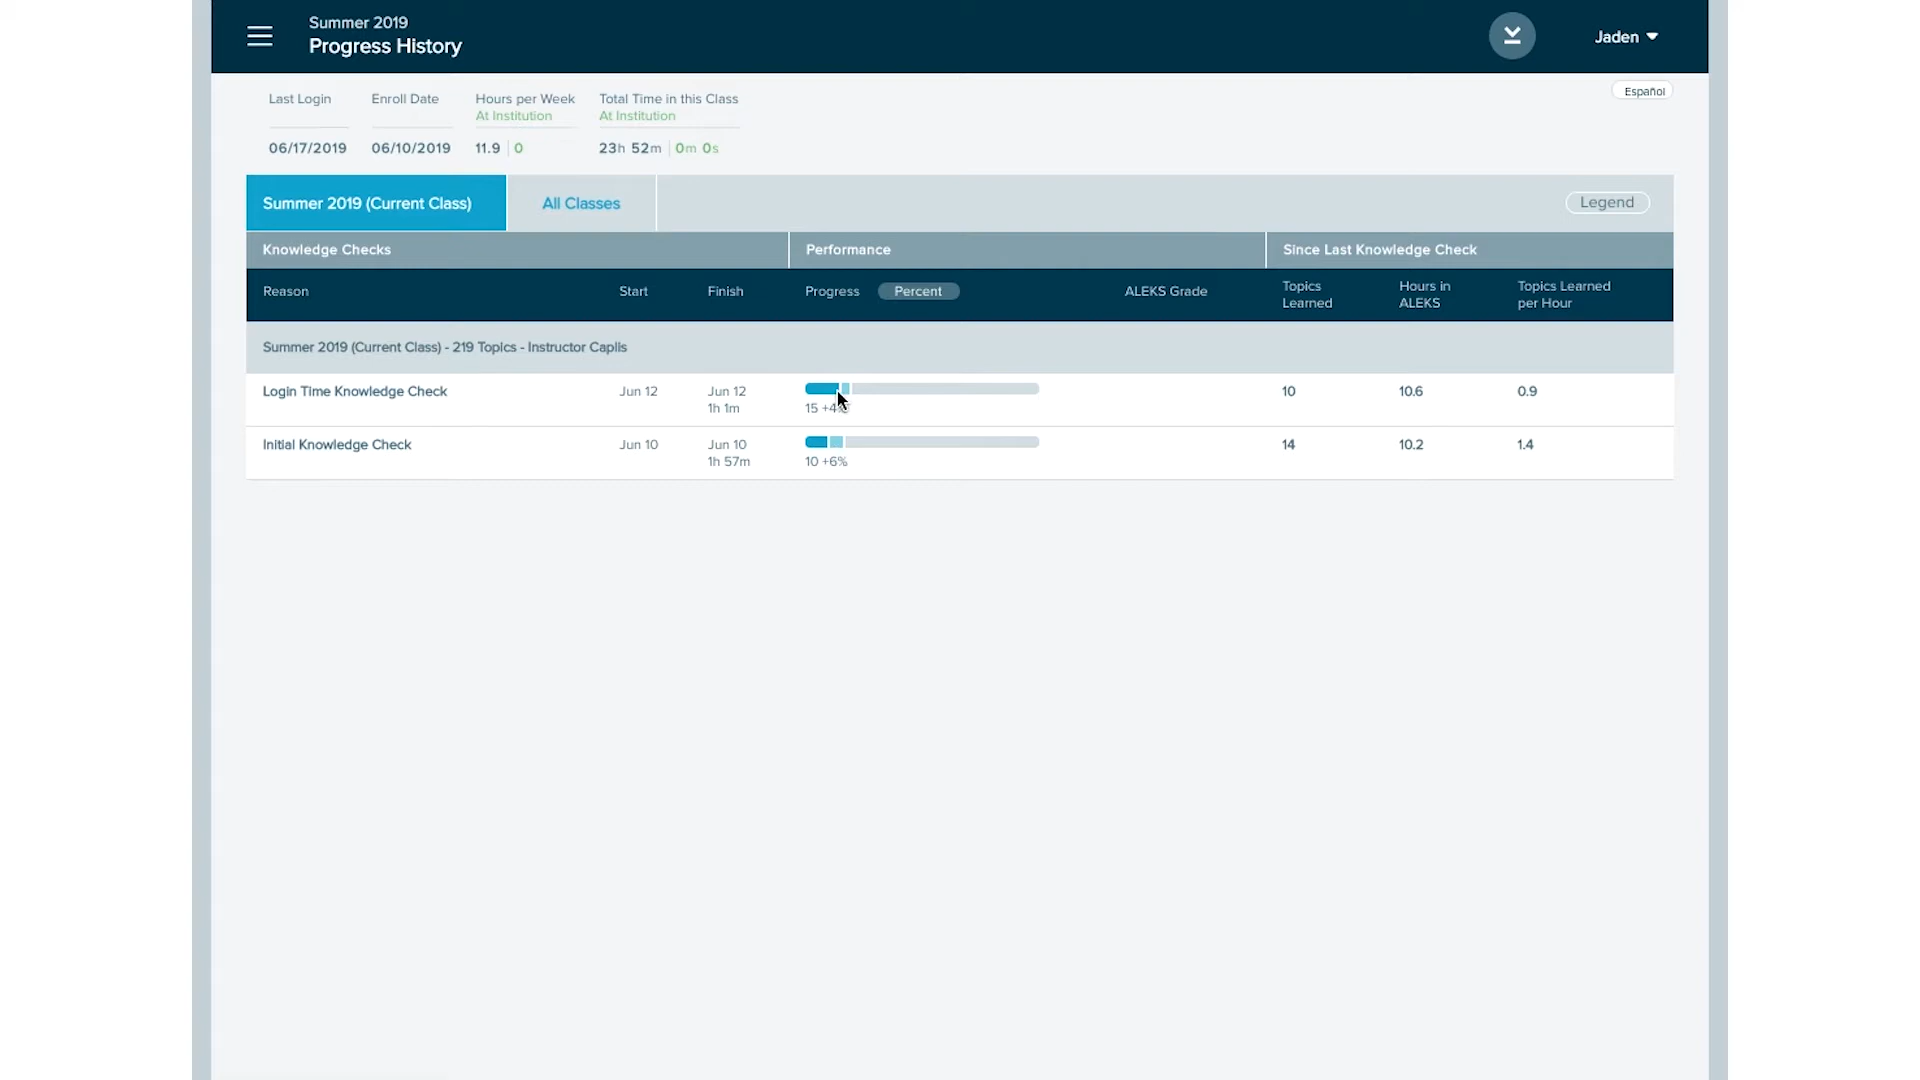 Summer 2019
Progress History
Jaden
Español
Last Login
Enroll Date
Hours per Week
At Institution
Total Time in this Class
At Institution
06/17/2019
06/10/2019
11.9 | 0
23h 52m | 0m 0s
Summer 2019 (Current Class)
All Classes
Legend
Knowledge Checks
Performance
Since Last Knowledge Check
Reason
Start
Finish
Progress
Percent
ALEKS Grade
Topics
Learned
Hours in
ALEKS
Topics Learned
per Hour
Summer 2019 (Current Class) - 219 Topics - Instructor Caplis
Login Time Knowledge Check
Jun 12
Jun 12
1h 1m
15 +4
10
10.6
0.9
Initial Knowledge Check
Jun 10
Jun 10
1h 57m
10 +6%
14
10.2
1.4